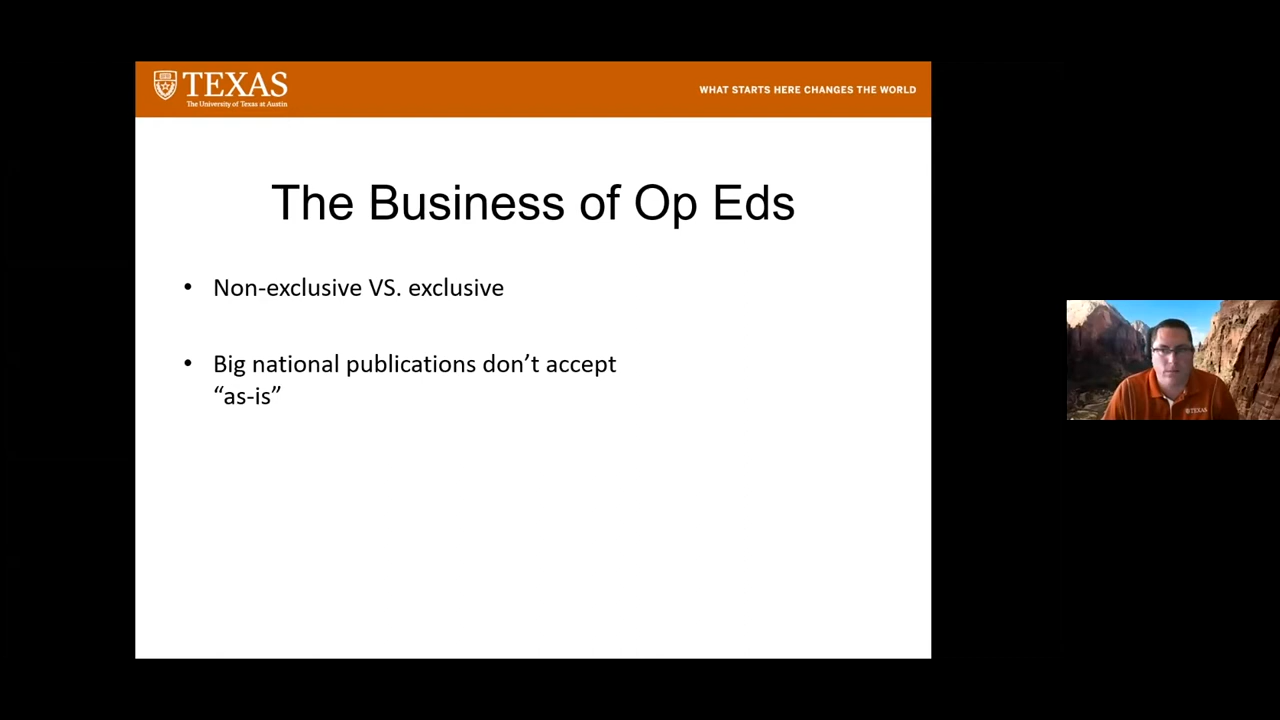 TEXAS
The University of Texas at Austin
WHAT STARTS HERE CHANGES THE WORLD
The Business of Op Eds
• Non-exclusive VS. exclusive
• Big national publications don’t accept
“as-is”
TEXAS